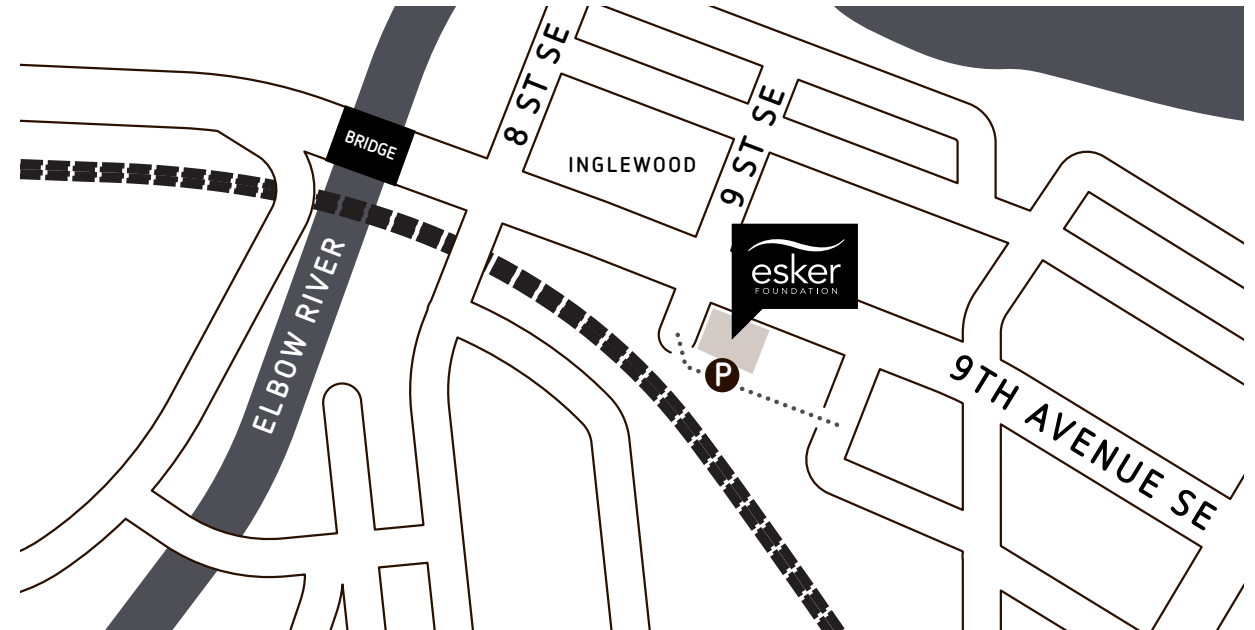 8 ST SE
BRIDGE
INGLEWOOD
9 ST SE
esker
FOUNDATION
ELBOW RIVER
P
9TH AVENUE SE